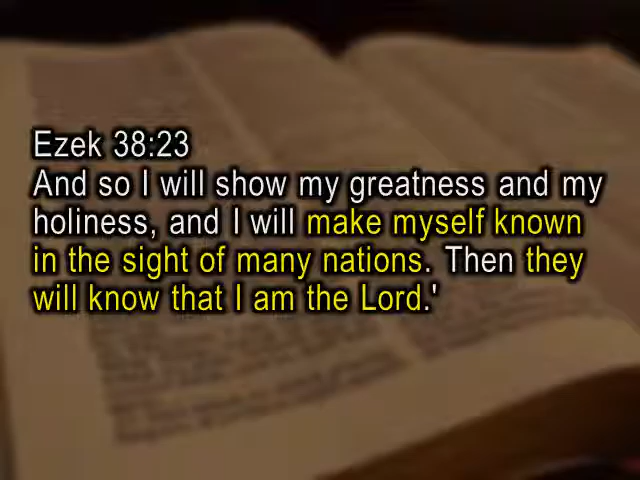 Ezek 38:23
And so I will show my greatness and my
holiness, and I will make myself known
in the sight of many nations. Then they
will know that I am the Lord.'